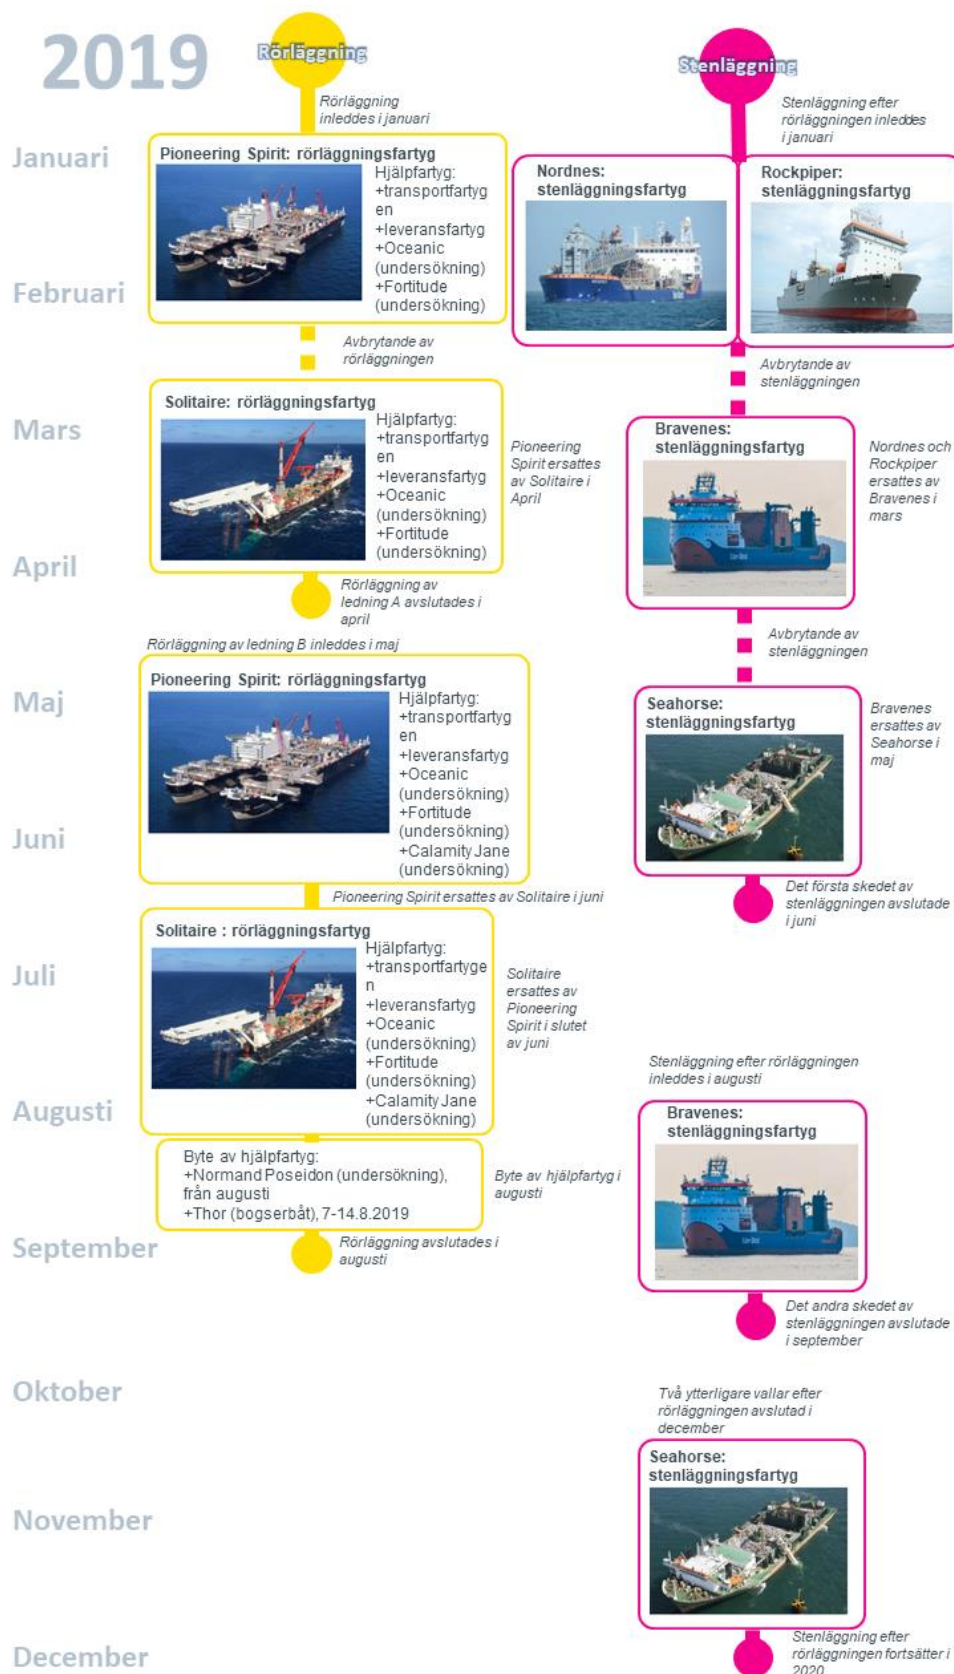 2019
Rörläggning
Rörläggning
inleddes i januari
Stenläggning
Stenläggning efter
rörläggningen inleddes
i januari
Januari
Pioneering Spirit: rörläggningsfartyg
Hjälpfartyg:
+transportfartyg
en
+leveransfartyg
+Oceanic
(undersökning)
+Fortitude
(undersökning)
Nordnes:
stenläggningsfartyg
Rockpiper:
stenläggningsfartyg
Februari
Avbrytande av
rörläggningen
Avbrytande av
stenläggningen
Mars
Solitaire: rörläggningsfartyg
Hjälpfartyg:
+transportfartyg
en
+leveransfartyg
+Oceanic
(undersökning)
+Fortitude
(undersökning)
Pioneering
Spirit ersattes
av Solitaire i
April
Bravenes:
stenläggningsfartyg
Nordnes och
Rockpiper
ersattes av
Bravenes i
mars
April
Rörläggning av
ledning A avslutades i
april
Avbrytande av
stenläggningen
Rörläggning av ledning B inleddes i maj
Maj
Pioneering Spirit: rörläggningsfartyg
Hjälpfartyg:
+transportfartyg
en
+leveransfartyg
+Oceanic
(undersökning)
+Fortitude
(undersökning)
+Calamity Jane
(undersökning)
Seahorse:
stenläggningsfartyg
Bravenes
ersattes av
Seahorse i
maj
Juni
Pioneering Spirit ersattes av Solitaire i juni
Det första skedet av
stenläggningen avslutade
i juni
Juli
Solitaire : rörläggningsfartyg
Hjälpfartyg:
+transportfartyge
n
+leveransfartyg
+Oceanic
(undersökning)
+Fortitude
(undersökning)
+Calamity Jane
(undersökning)
Solitaire
ersattes av
Pioneering
Spirit i slutet
av juni
Stenläggning efter rörläggningen
inleddes i augusti
Augusti
Bravenes:
stenläggningsfartyg
Byte av hjälpfartyg:
+Normand Poseidon (undersökning),
från augusti
+Thor (bogserbåt), 7-14.8.2019
Byte av hjälpfartyg i
augusti
September
Rörläggning avslutades i
augusti
Det andra skedet av
stenläggningen avslutade
i september
Oktober
Två ytterligare vallar efter
rörläggningen avslutad i
december
Seahorse:
stenläggningsfartyg
November
December
Stenläggning efter
rörläggningen fortsätter i
2020